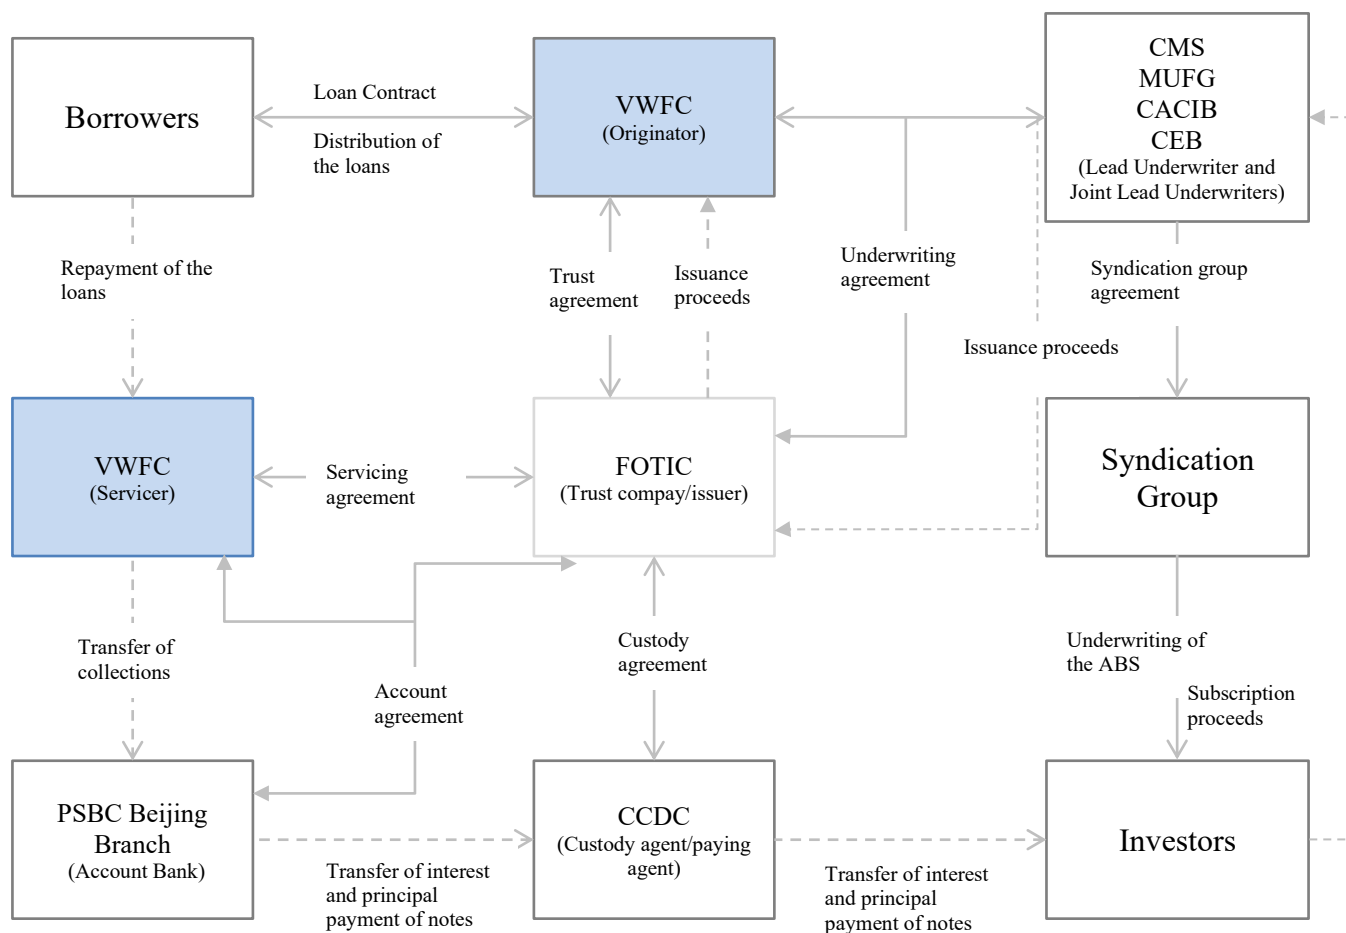 Borrowers
Loan Contract
Distribution of
the loans
VWFC
(Originator)
CMS
MUFG
CACIB
CEB
(Lead Underwriter and
Joint Lead Underwriters)
Repayment of the
loans
Trust
agreement
Issuance
proceeds
Underwriting
agreement
Syndication group
agreement
Issuance proceeds
VWFC
(Servicer)
Servicing
agreement
FOTIC
(Trust compay/issuer)
Syndication
Group
Transfer of
collections
Account
agreement
Custody
agreement
Underwriting of
the ABS
Subscription
proceeds
PSBC Beijing
Branch
(Account Bank)
Transfer of interest
and principal
payment of notes
CCDC
(Custody agent/paying
agent)
Transfer of interest
and principal
payment of notes
Investors